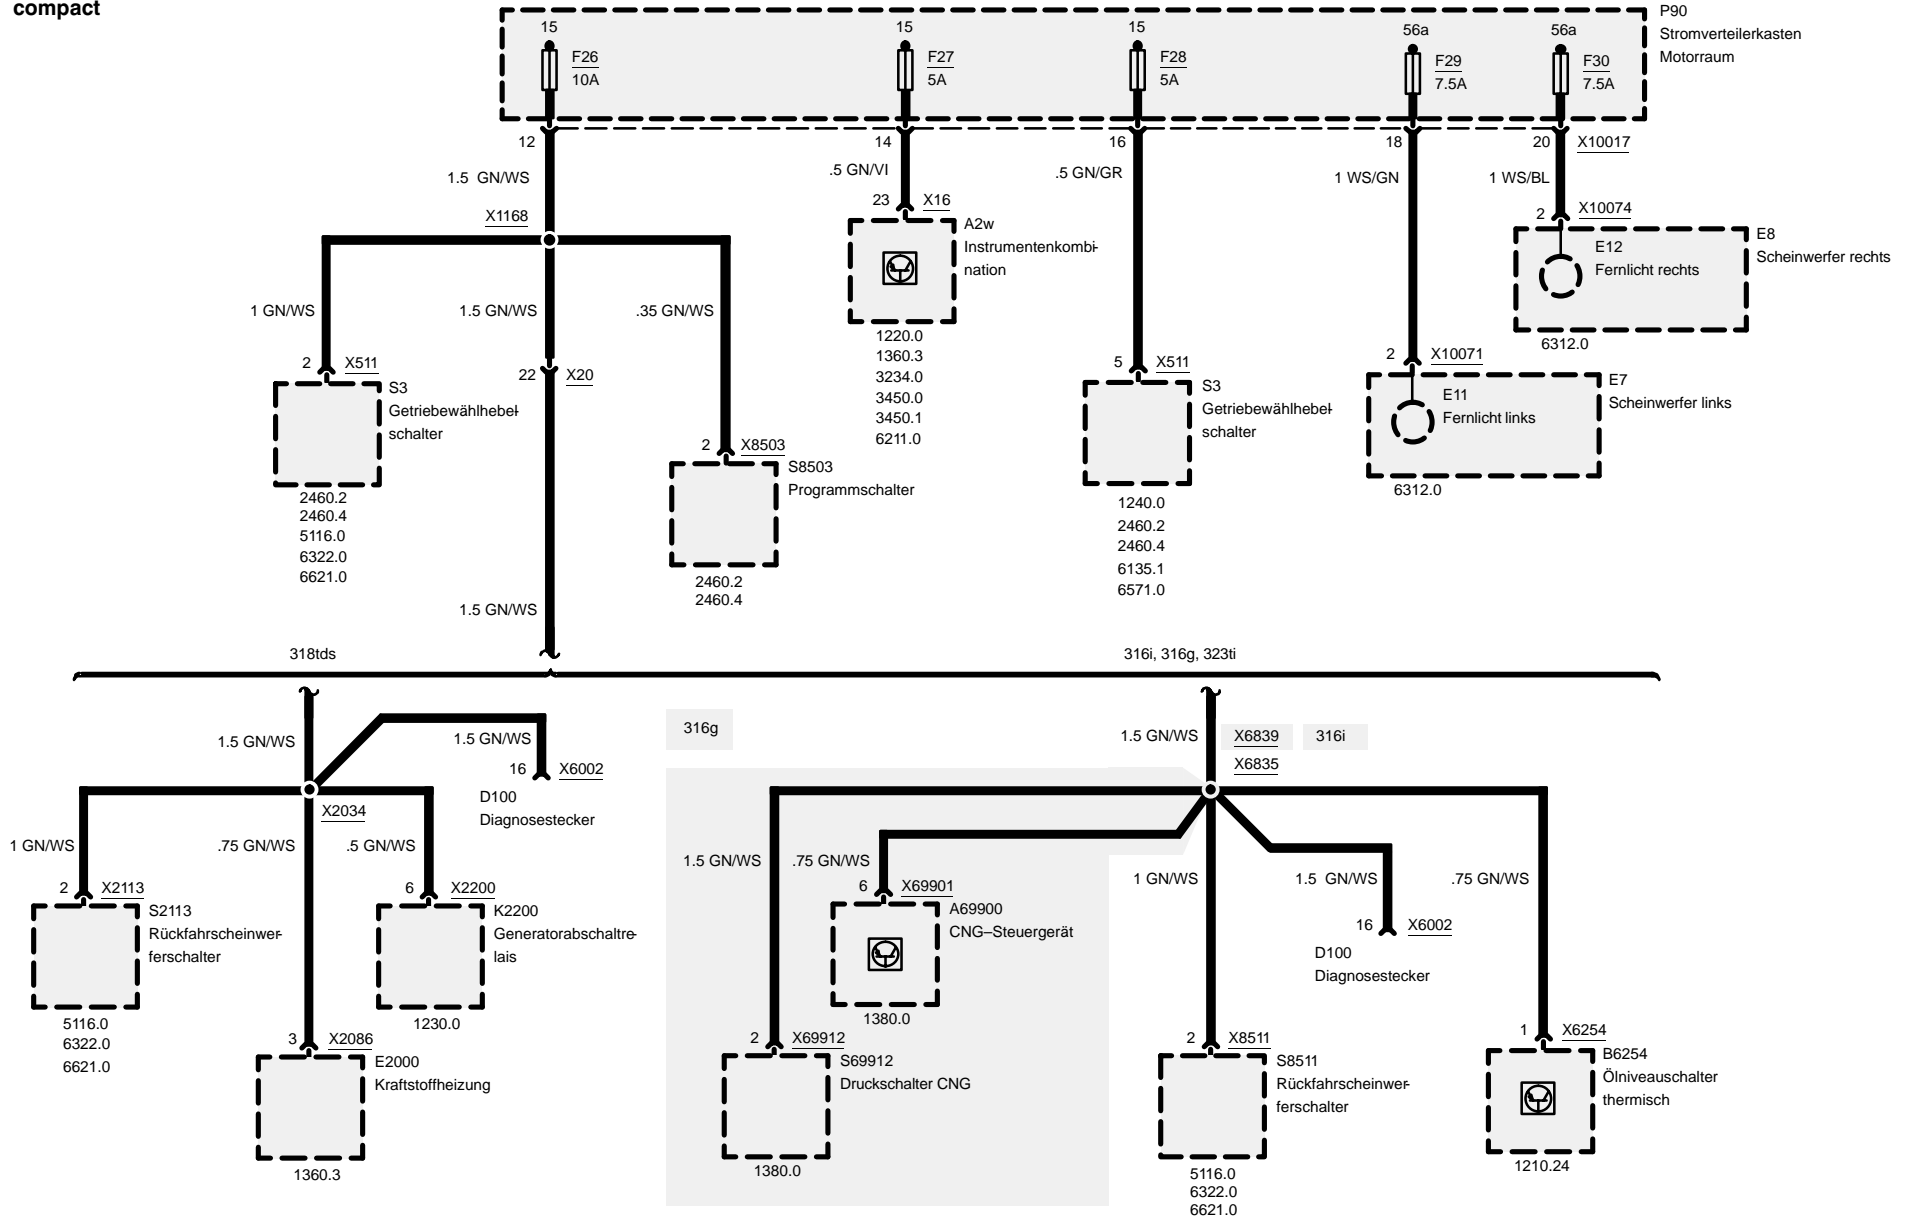 compact
P90
Stromverteilerkasten
Motorraum
15
F26
10A
15
F27
5A
15
F28
5A
56a
F29
7.5A
56a
F30
7.5A
12
14
16
18
20
X10017
1.5 GN/WS
.5 GN/VI
.5 GN/GR
1 WS/GN
1 WS/BL
X1168
23
X16
A2w
Instrumentenkombi-
nation
1220.0
1360.3
3234.0
3450.0
3450.1
6211.0
2
X10074
E8
Scheinwerfer rechts
E12
Fernlicht rechts
6312.0
1 GN/WS
1.5 GN/WS
.35 GN/WS
2
X511
S3
Getriebewählhebel-
schalter
2460.2
2460.4
5116.0
6322.0
6621.0
22
X20
2
X8503
S8503
Programmschalter
2460.2
2460.4
5
X511
S3
Getriebewählhebel-
schalter
1240.0
2460.2
2460.4
6135.1
6571.0
2
X10071
E7
Scheinwerfer links
E11
Fernlicht links
6312.0
1.5 GN/WS
318tds
316i, 316g, 323ti
1.5 GN/WS
1.5 GN/WS
16
X6002
D100
Diagnosestecker
X2034
1 GN/WS
.75 GN/WS
.5 GN/WS
2
X2113
S2113
Rückfahrscheinwer-
ferschalter
5116.0
6322.0
6621.0
6
X2200
K2200
Generatorabschaltre-
lais
1230.0
3
X2086
E2000
Kraftstoffheizung
1360.3
316g
1.5 GN/WS
X6839
316i
X6835
1.5 GN/WS
.75 GN/WS
1 GN/WS
1.5 GN/WS
.75 GN/WS
6
X69901
A69900
CNG–Steuergerät
1380.0
16
X6002
D100
Diagnosestecker
2
X69912
S69912
Druckschalter CNG
1380.0
2
X8511
S8511
Rückfahrscheinwer-
ferschalter
5116.0
6322.0
6621.0
1
X6254
B6254
Ölniveauschalter
thermisch
1210.24